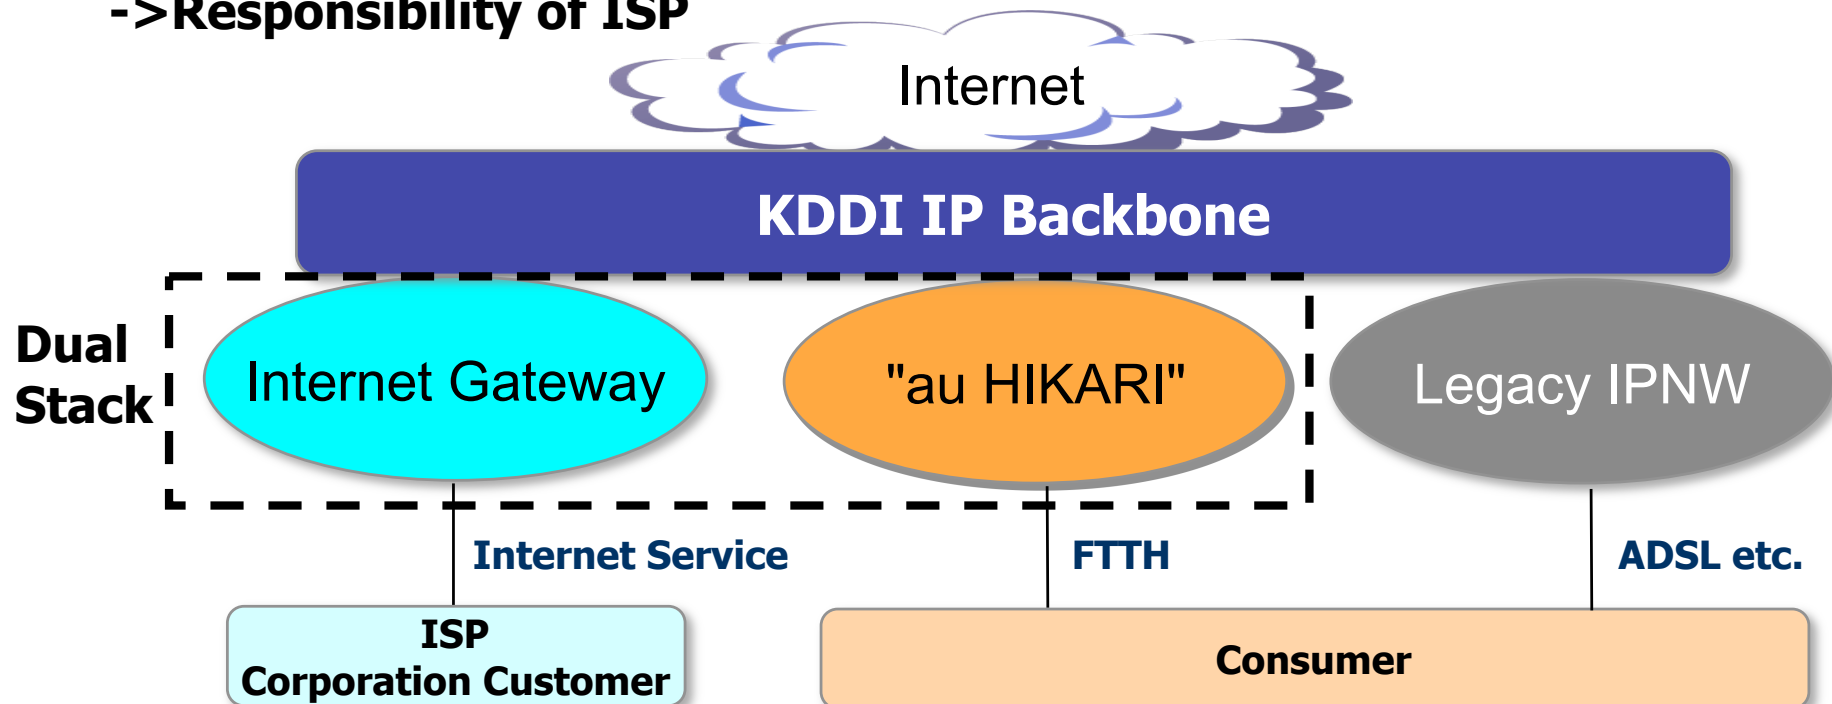 ->Responsibility of ISP
Internet
KDDI IP Backbone
Dual
Stack
Internet Gateway
"au HIKARI"
Legacy IPNW
Internet Service
FTTH
ADSL etc.
ISP
Corporation Customer
Consumer